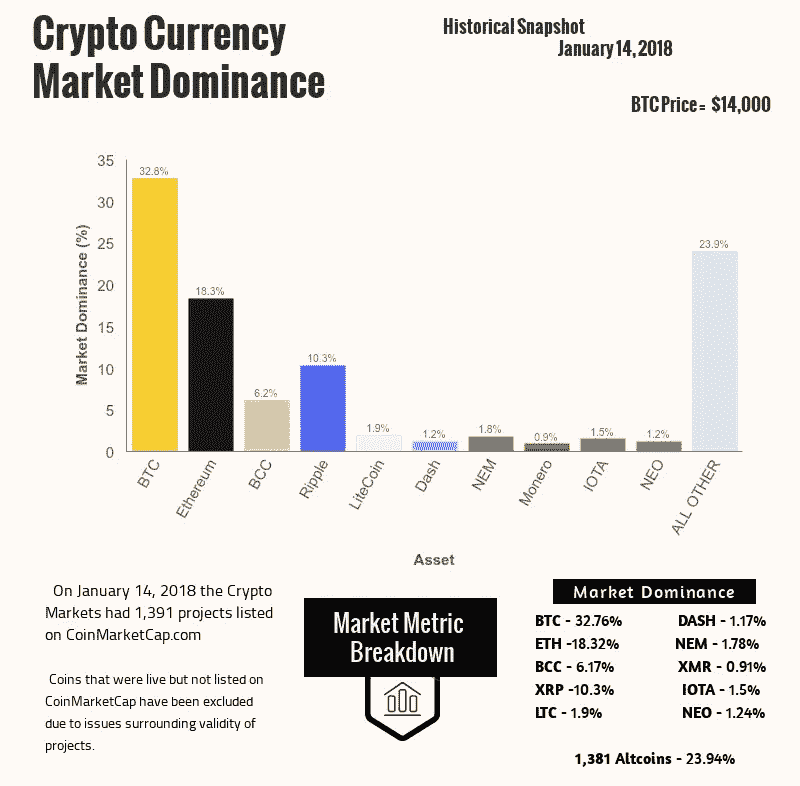 Crypto Currency
Market Dominance
Historical Snapshot
January 14, 2018
BTC Price = $14,000
Market Dominance (%)
35
30
25
20
15
10
5
0
32.8%
18.3%
6.2%
10.3%
1.9%
1.2%
1.8%
0.9%
1.5%
1.2%
23.9%
BTC
Ethereum
BCC
Ripple
LiteCoin
Dash
NEM
Monero
IOTA
NEO
ALL OTHER
Asset
On January 14, 2018 the Crypto
Markets had 1,391 projects listed
on CoinMarketCap.com
Coins that were live but not listed on
CoinMarketCap have been excluded
due to issues surrounding validity of
projects.
Market Metric
Breakdown
Market Dominance
BTC - 32.76% DASH - 1.17%
ETH -18.32% NEM - 1.78%
BCC - 6.17% XMR - 0.91%
XRP -10.3% IOTA - 1.5%
LTC - 1.9% NEO - 1.24%
1,381 Altcoins - 23.94%